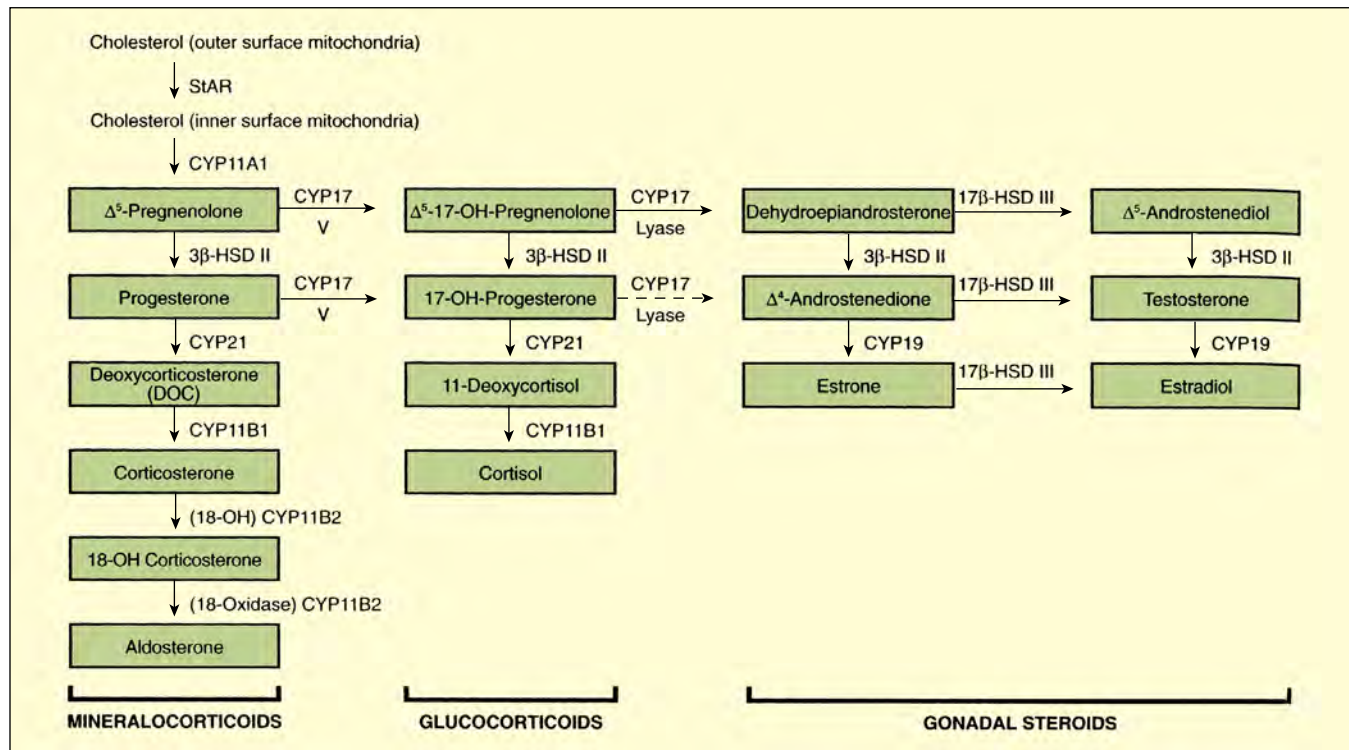 Cholesterol (outer surface mitochondria)
StAR
Cholesterol (inner surface mitochondria)
CYP11A1
Δ⁵-Pregnenolone
CYP17
V
Δ⁵-17-OH-Pregnenolone
CYP17
Lyase
Dehydroepiandrosterone
17β-HSD III
Δ⁵-Androstenediol
3β-HSD II
3β-HSD II
3β-HSD II
3β-HSD II
Progesterone
CYP17
V
17-OH-Progesterone
CYP17
Lyase
Δ⁴-Androstenedione
17β-HSD III
Testosterone
CYP21
CYP21
CYP19
CYP19
Deoxycorticosterone
(DOC)
11-Deoxycortisol
Estrone
17β-HSD III
Estradiol
CYP11B1
CYP11B1
Corticosterone
Cortisol
(18-OH) CYP11B2
18-OH Corticosterone
(18-Oxidase) CYP11B2
Aldosterone
MINERALOCORTICOIDS
GLUCOCORTICOIDS
GONADAL STEROIDS